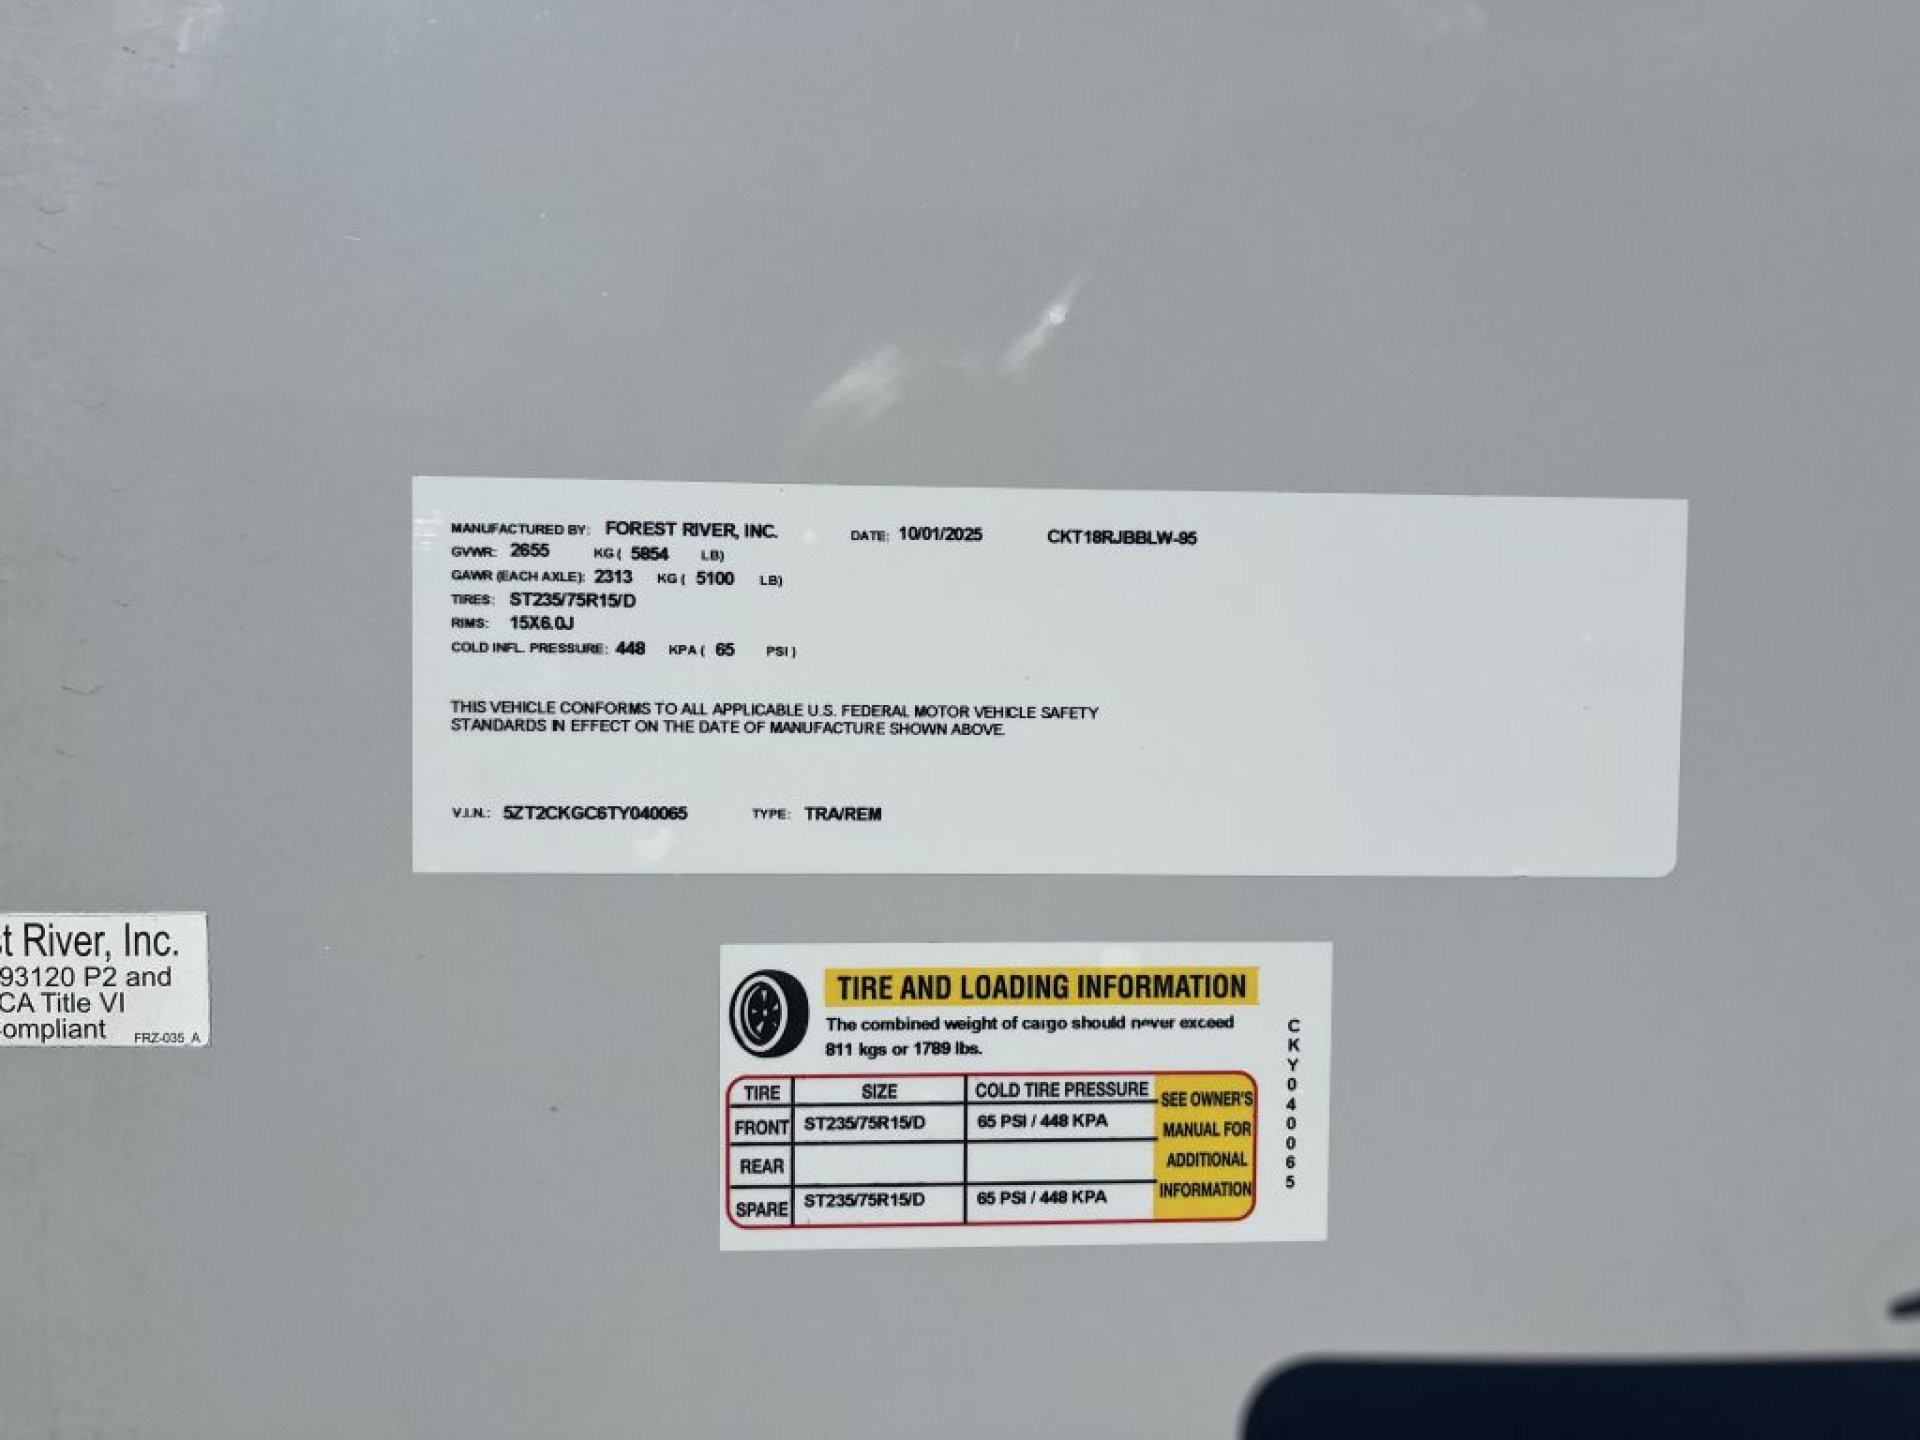 MANUFACTURED BY: FOREST RIVER, INC. DATE: 10/01/2025 CKT18RJBBLW-95
GVWR: 2655 KG ( 5854 LB)
GAWR (EACH AXLE): 2313 KG ( 5100 LB)
TIRES: ST235/75R15/D
RIMS: 15X6.0J
COLD INFL. PRESSURE: 448 KPA ( 65 PSI )
THIS VEHICLE CONFORMS TO ALL APPLICABLE U.S. FEDERAL MOTOR VEHICLE SAFETY
STANDARDS IN EFFECT ON THE DATE OF MANUFACTURE SHOWN ABOVE.
V.I.N.: 5ZT2CKGC6TY040065 TYPE: TRA/REM
st River, Inc.
93120 P2 and
CA Title VI
ompliant FRZ-035 A
TIRE AND LOADING INFORMATION
The combined weight of cargo should never exceed
811 kgs or 1789 lbs.
TIRE SIZE COLD TIRE PRESSURE
FRONT ST235/75R15/D 65 PSI / 448 KPA
REAR
SPARE ST235/75R15/D 65 PSI / 448 KPA
SEE OWNER'S
MANUAL FOR
ADDITIONAL
INFORMATION
CKY040065